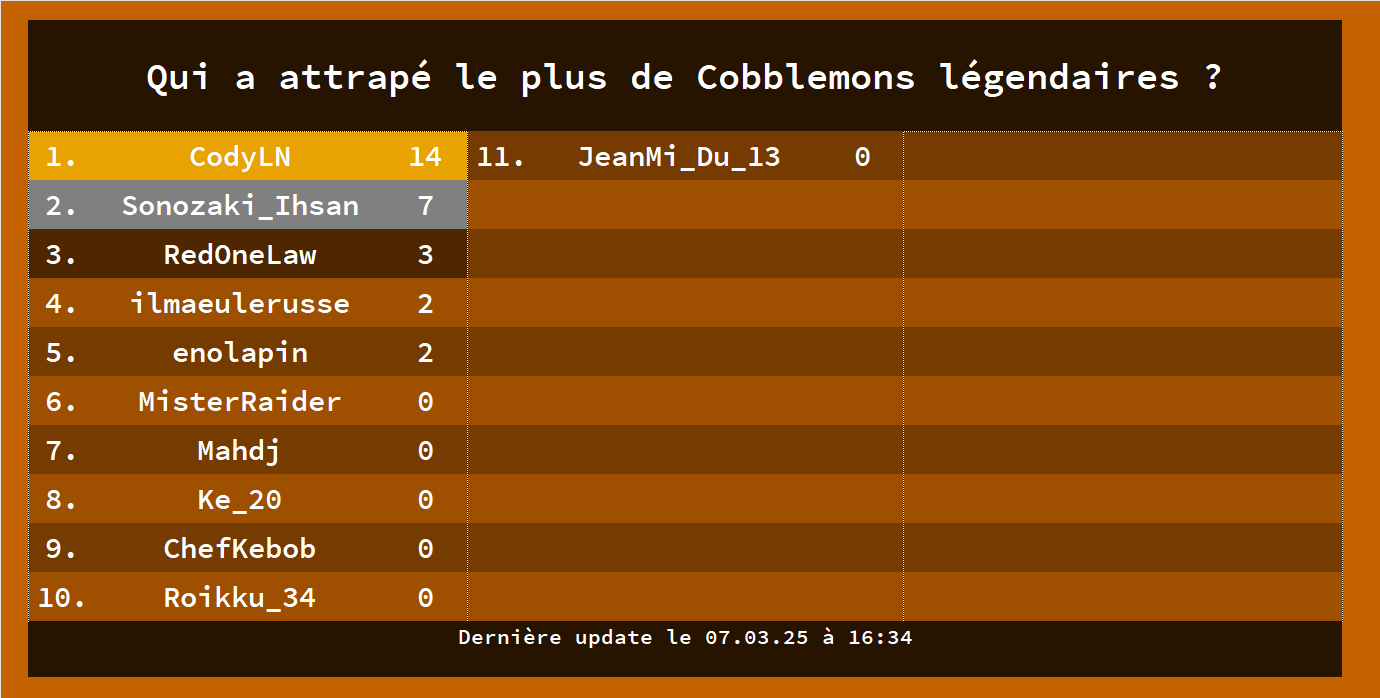 Qui a attrapé le plus de Cobblemons légendaires ?
1. CodyLN 14
2. Sonozaki_Ihsan 7
3. RedOneLaw 3
4. ilmaeulerusse 2
5. enolapin 2
6. MisterRaider 0
7. Mahdj 0
8. Ke_20 0
9. ChefKebob 0
10. Roikku_34 0
11. JeanMi_Du_13 0
Dernière update le 07.03.25 à 16:34